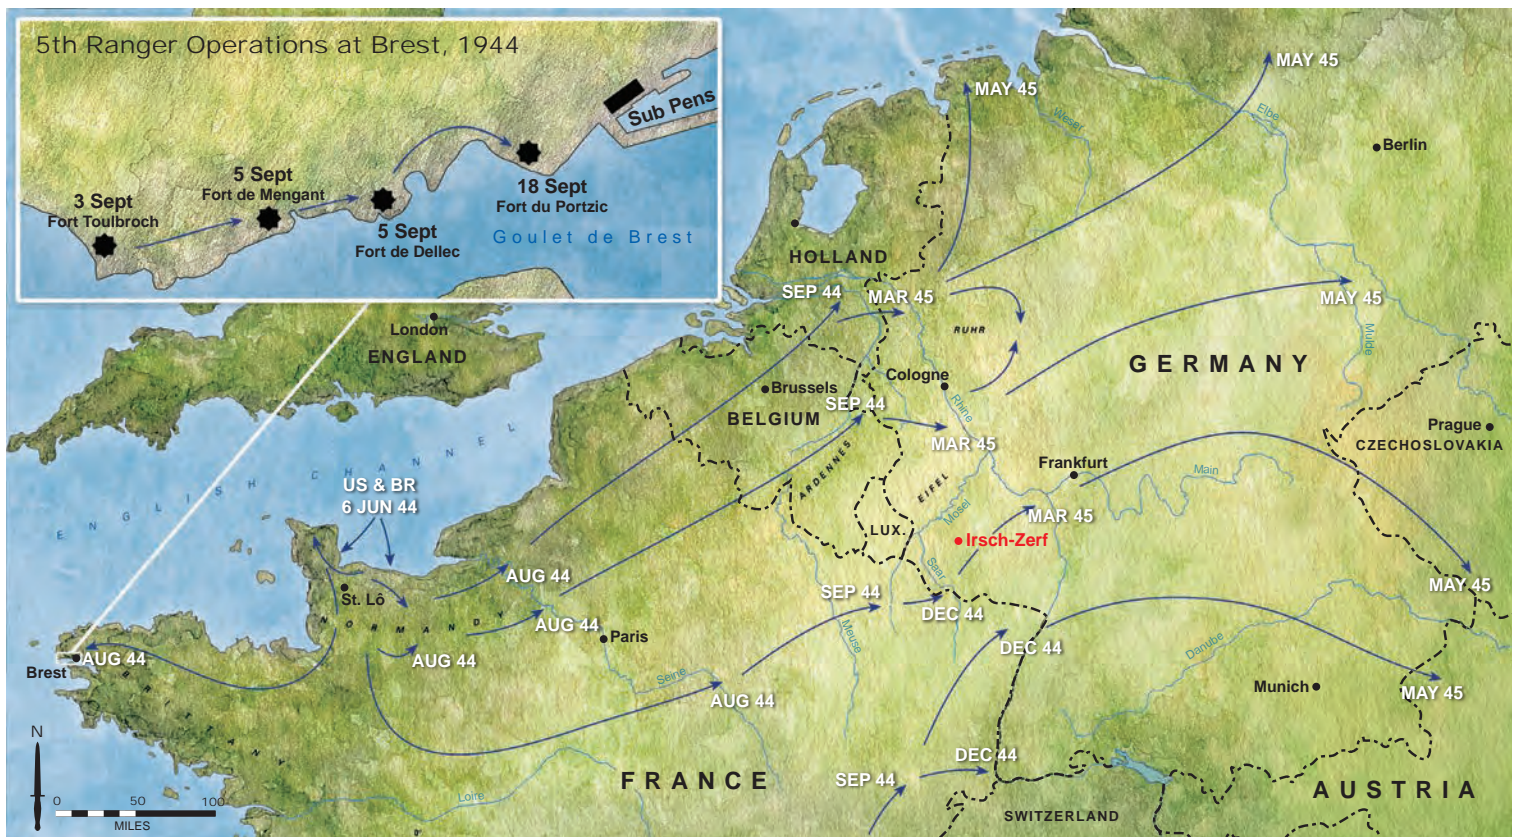 5th Ranger Operations at Brest, 1944
Sub Pens
3 Sept
Fort Toulbroch
5 Sept
Fort de Mengant
5 Sept
Fort de Dellec
18 Sept
Fort du Portzic
Goulet de Brest
MAY 45
MAY 45
Weser
Elbe
Berlin
HOLLAND
SEP 44
MAR 45
MAY 45
London
ENGLAND
RUHR
GERMANY
Mulde
Brussels
BELGIUM
SEP 44
Cologne
Rhine
MAR 45
Prague
CZECHOSLOVAKIA
ENGLISH CHANNEL
US & BR
6 JUN 44
ARDENNES
EIFEL
Frankfurt
Main
MAR 45
Mosel
LUX.
Irsch-Zerf
Saar
AUG 44
St. Lô
NORMANDY
AUG 44
Paris
SEP 44
DEC 44
MAY 45
Meuse
DEC 44
Danube
AUG 44
AUG 44
Brest
BRITTANY
Seine
AUG 44
Munich
MAY 45
N
DEC 44
SEP 44
FRANCE
AUSTRIA
Loire
SWITZERLAND
0 50 100
MILES
D'